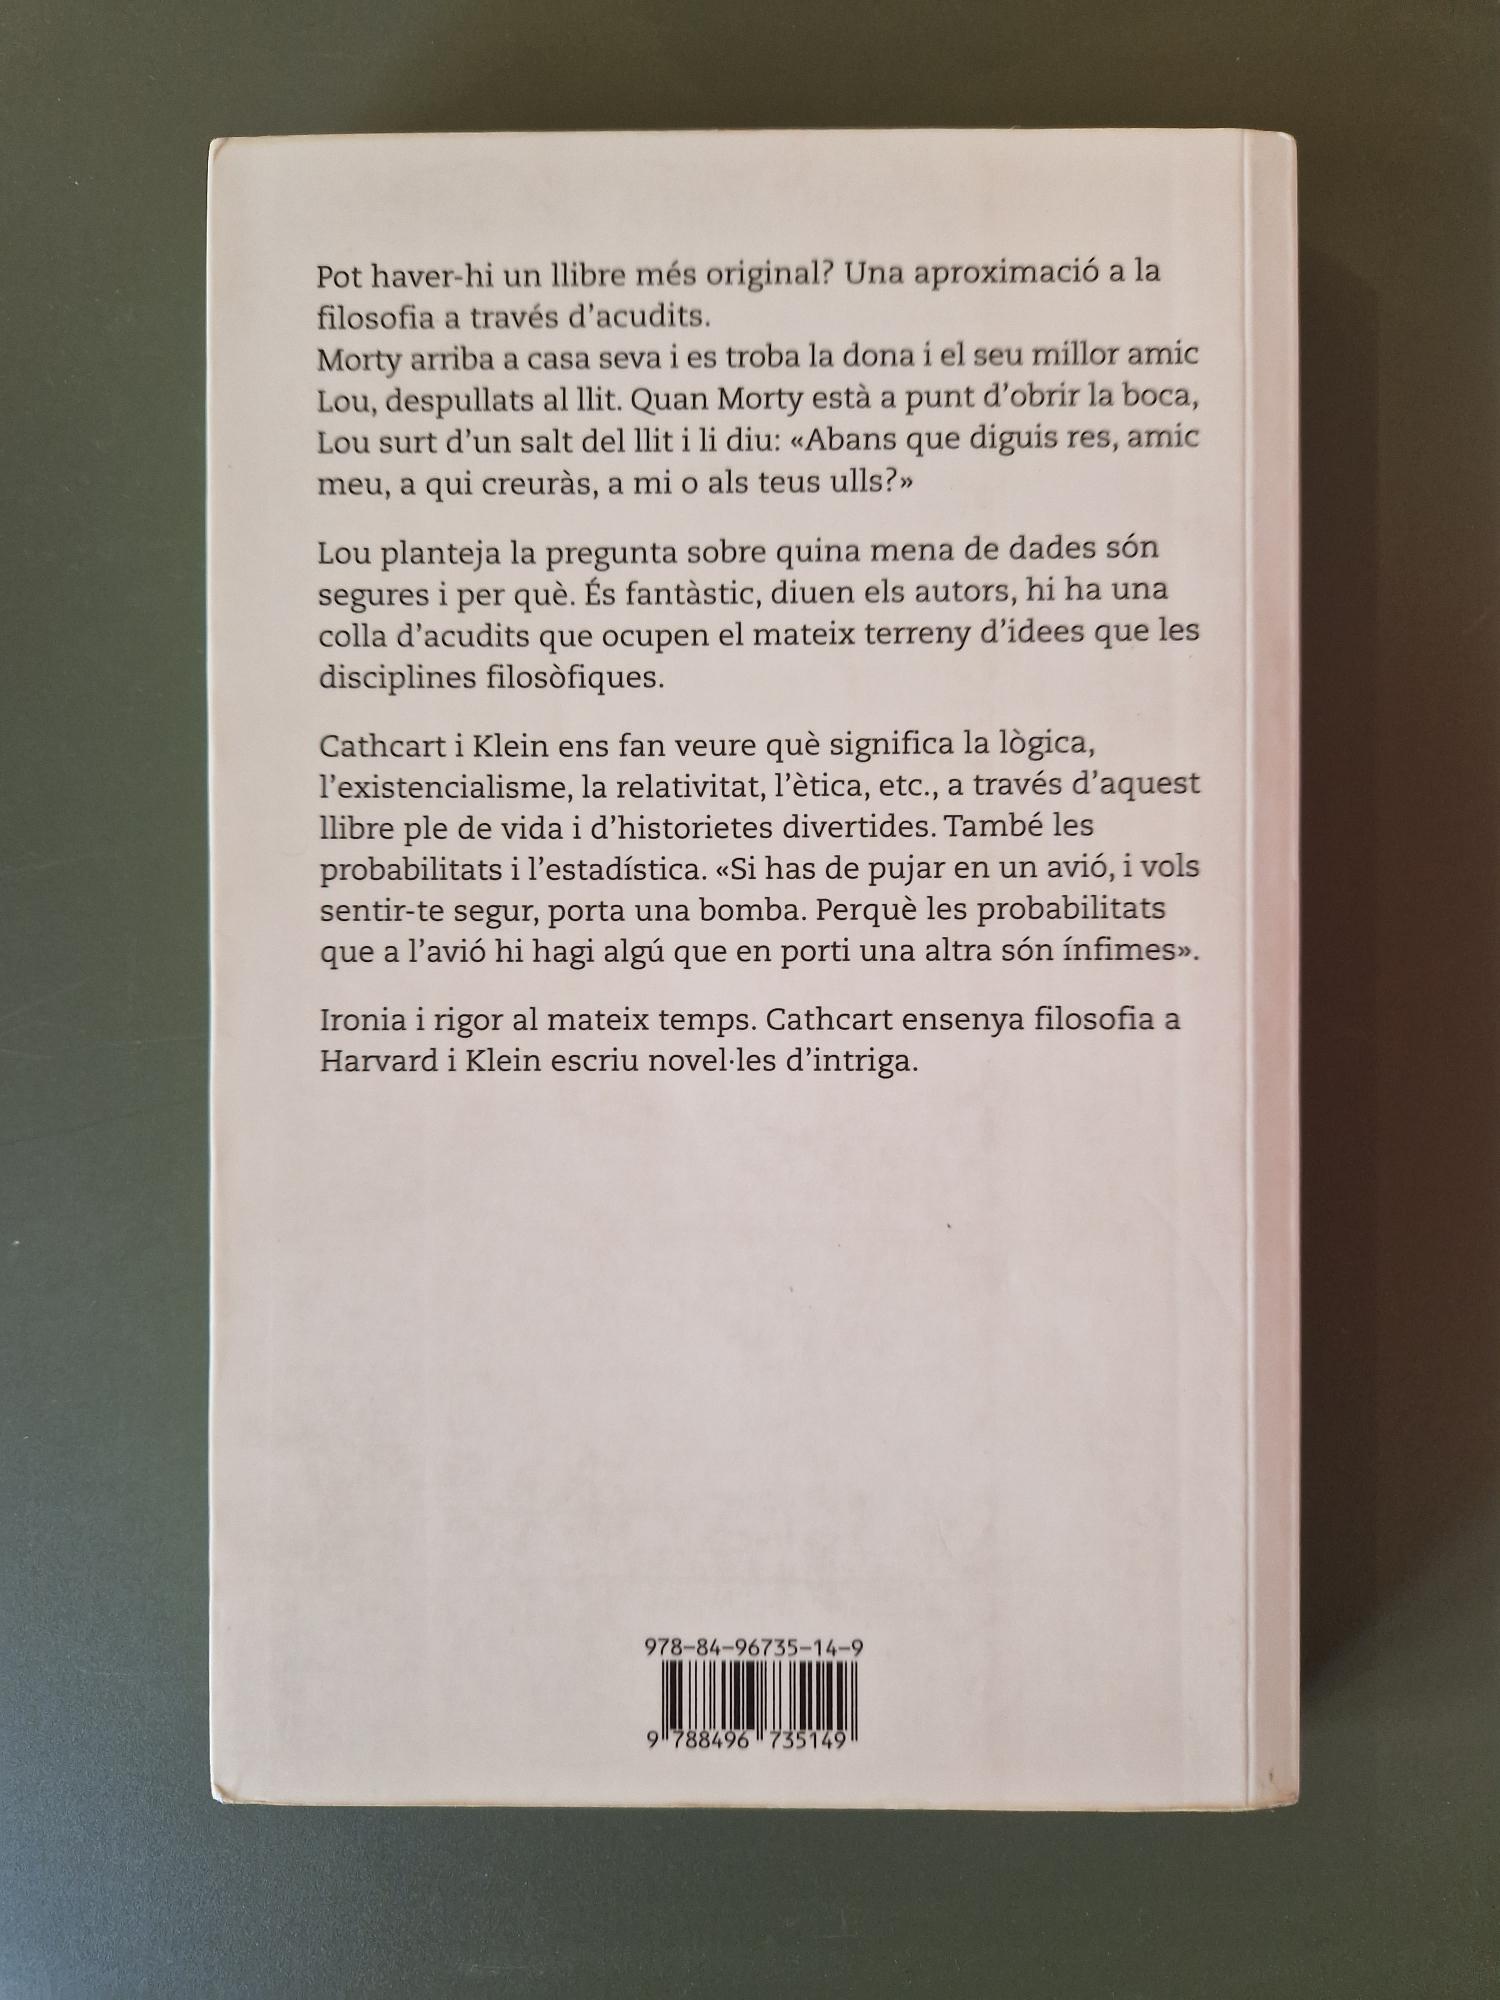 Pot haver-hi un llibre més original? Una aproximació a la
filosofia a través d’acudits.
Morty arriba a casa seva i es troba la dona i el seu millor amic
Lou, despullats al llit. Quan Morty està a punt d’obrir la boca,
Lou surt d’un salt del llit i li diu: «Abans que diguis res, amic
meu, a qui creuràs, a mi o als teus ulls?»
Lou planteja la pregunta sobre quina mena de dades són
segures i per què. És fantàstic, diuen els autors, hi ha una
colla d’acudits que ocupen el mateix terreny d’idees que les
disciplines filosòfiques.
Cathcart i Klein ens fan veure què significa la lògica,
l’existencialisme, la relativitat, l’ètica, etc., a través d’aquest
llibre ple de vida i d’historietes divertides. També les
probabilitats i l’estadística. «Si has de pujar en un avió, i vols
sentir-te segur, porta una bomba. Perquè les probabilitats
que a l’avió hi hagi algú que en porti una altra són ínfimes».
Ironia i rigor al mateix temps. Cathcart ensenya filosofia a
Harvard i Klein escriu novel·les d’intriga.
978-84-96735-14-9
9 788496 735149